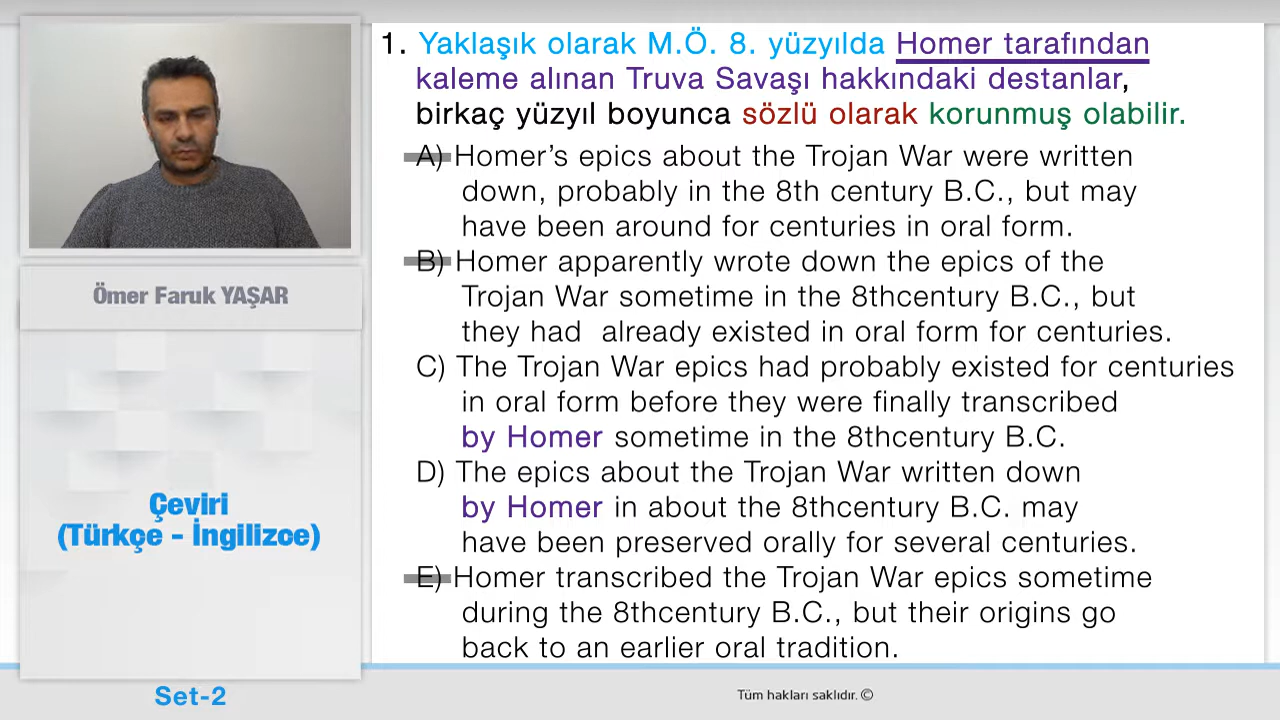 1. Yaklaşık olarak M.Ö. 8. yüzyılda Homer tarafından
kaleme alınan Truva Savaşı hakkındaki destanlar,
birkaç yüzyıl boyunca sözlü olarak korunmuş olabilir.
A) Homer's epics about the Trojan War were written
down, probably in the 8th century B.C., but may
have been around for centuries in oral form.
B) Homer apparently wrote down the epics of the
Trojan War sometime in the 8thcentury B.C., but
they had already existed in oral form for centuries.
C) The Trojan War epics had probably existed for centuries
in oral form before they were finally transcribed
by Homer sometime in the 8thcentury B.C.
D) The epics about the Trojan War written down
by Homer in about the 8thcentury B.C. may
have been preserved orally for several centuries.
E) Homer transcribed the Trojan War epics sometime
during the 8thcentury B.C., but their origins go
back to an earlier oral tradition.
Ömer Faruk YAŞAR
Çeviri
(Türkçe - İngilizce)
Set-2
Tüm hakları saklıdır. ©